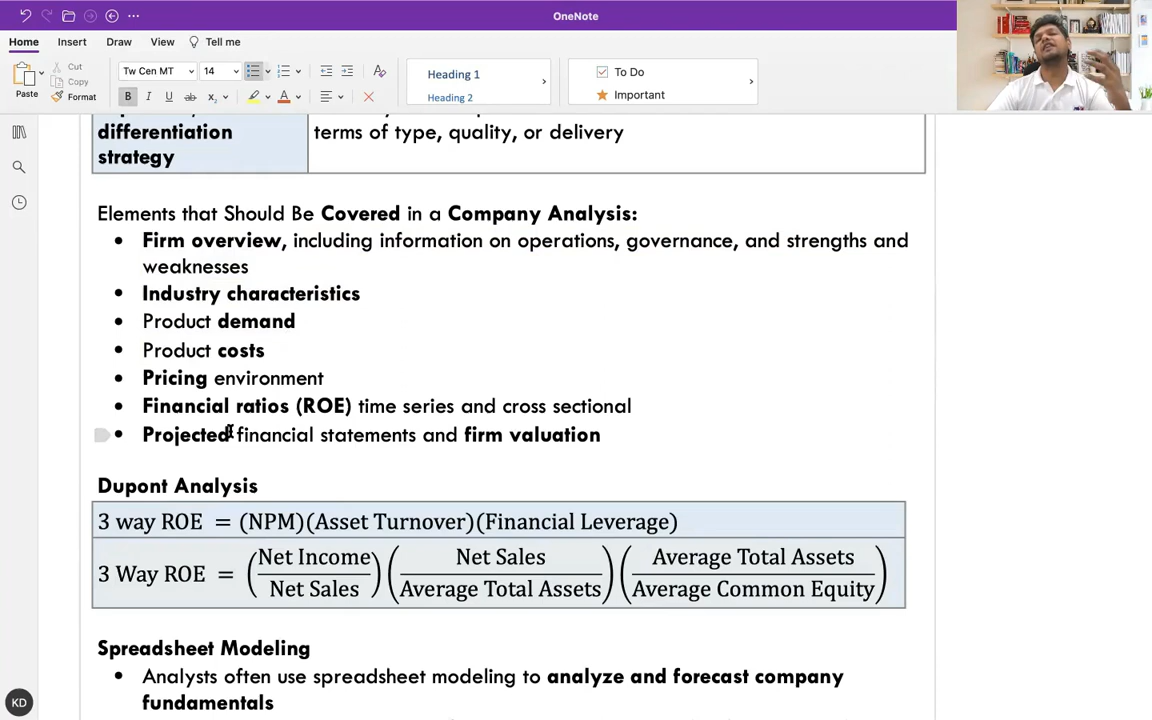 OneNote
Home Insert Draw View Tell me
Paste
Cut
Copy
Format
Tw Cen MT 14
B I U ab x₂ A
Heading 1
Heading 2
To Do
Important
differentiation terms of type, quality, or delivery
strategy
Elements that Should Be Covered in a Company Analysis:
• Firm overview, including information on operations, governance, and strengths and
weaknesses
• Industry characteristics
• Product demand
• Product costs
• Pricing environment
• Financial ratios (ROE) time series and cross sectional
• Projected financial statements and firm valuation
Dupont Analysis
3 way ROE = (NPM)(Asset Turnover)(Financial Leverage)
3 Way ROE = (Net Income / Net Sales) (Net Sales / Average Total Assets) (Average Total Assets / Average Common Equity)
Spreadsheet Modeling
• Analysts often use spreadsheet modeling to analyze and forecast company
fundamentals
KD